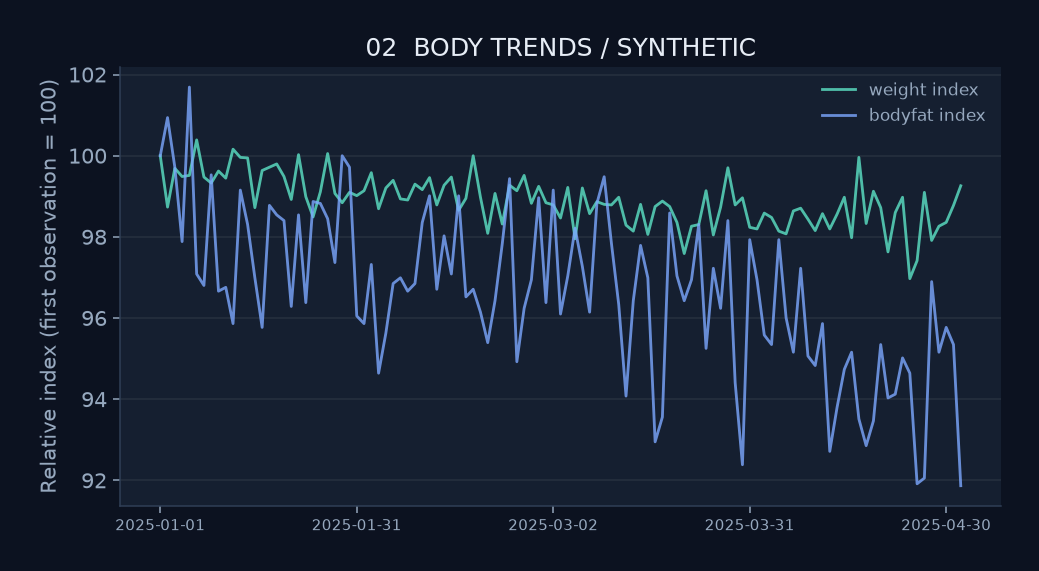 02  BODY TRENDS / SYNTHETIC
Relative index (first observation = 100)
102
100
98
96
94
92
weight index
bodyfat index
2025-01-01
2025-01-31
2025-03-02
2025-03-31
2025-04-30